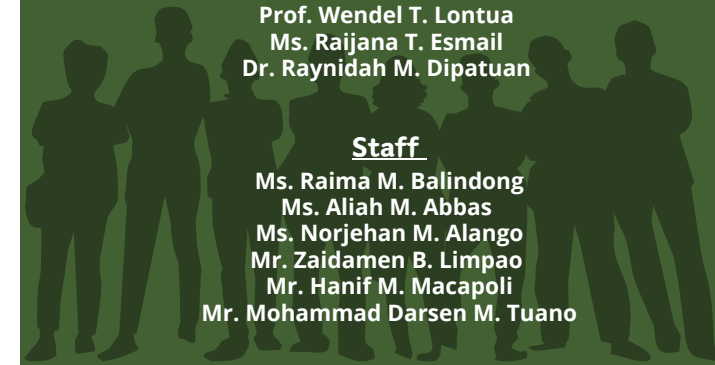 Prof. Wendel T. Lontua
Ms. Raijana T. Esmail
Dr. Raynidah M. Dipatuan
Staff
Ms. Raima M. Balindong
Ms. Aliah M. Abbas
Ms. Norjehan M. Alango
Mr. Zaidamen B. Limpao
Mr. Hanif M. Macapoli
Mr. Mohammad Darsen M. Tuano